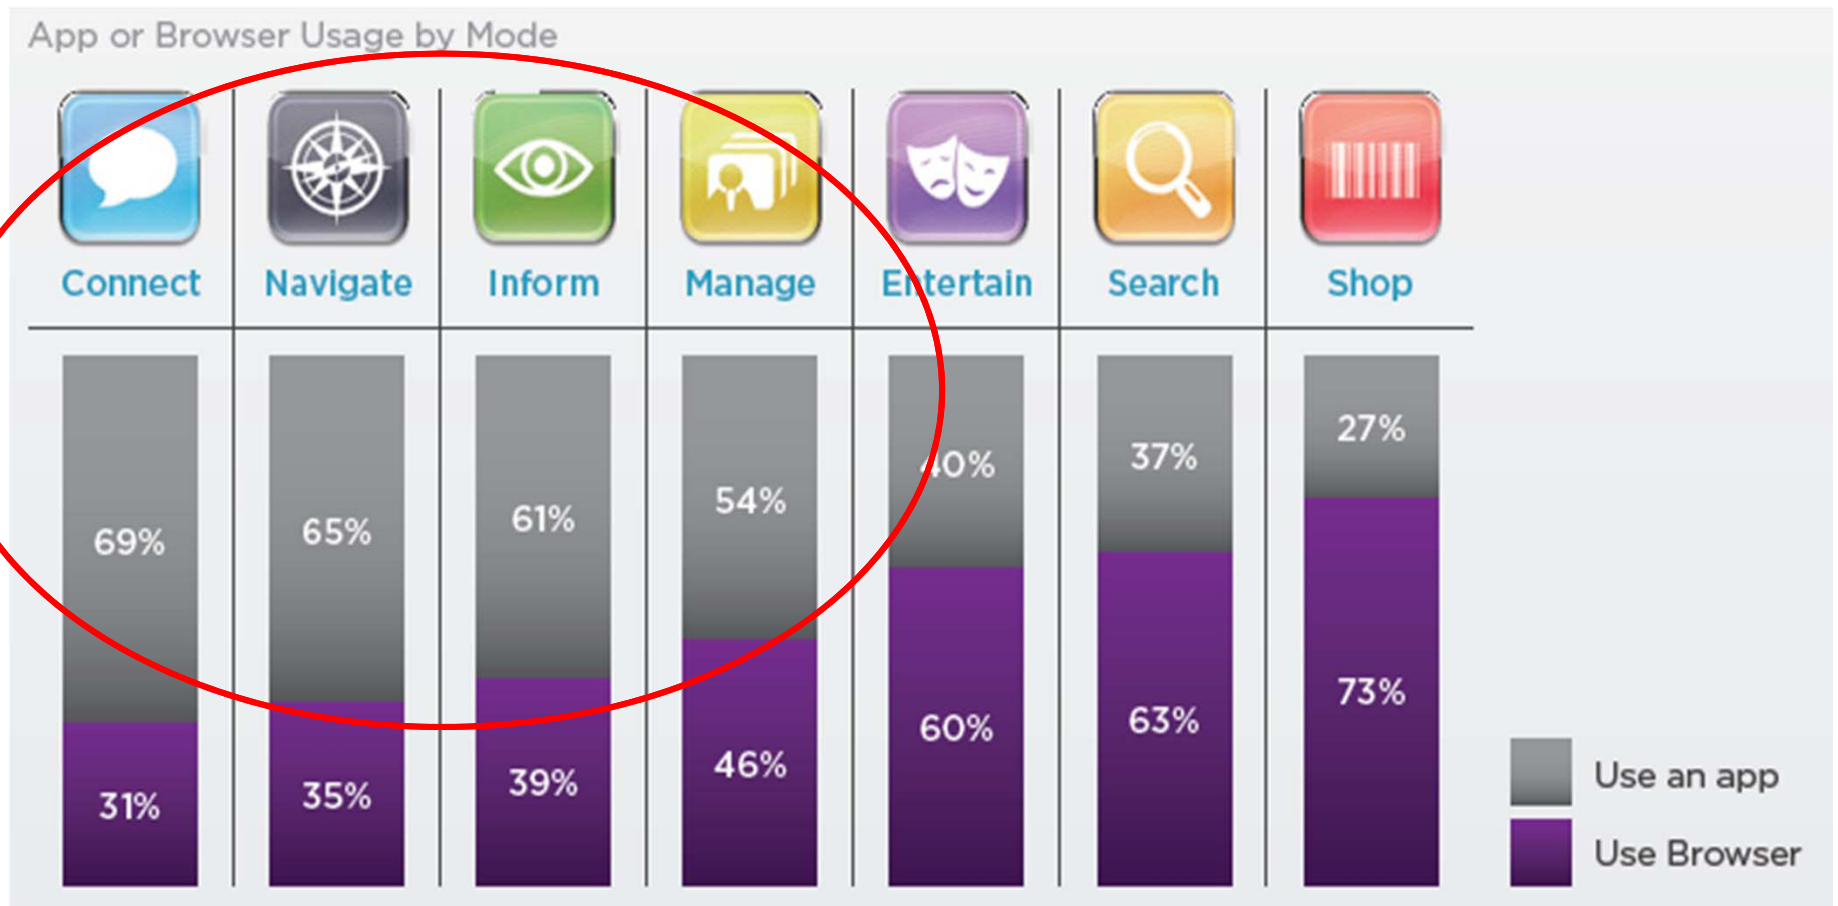 App or Browser Usage by Mode
Connect Navigate Inform Manage Entertain Search Shop
69% 65% 61% 54% 40% 37% 27%
31% 35% 39% 46% 60% 63% 73%
Use an app
Use Browser